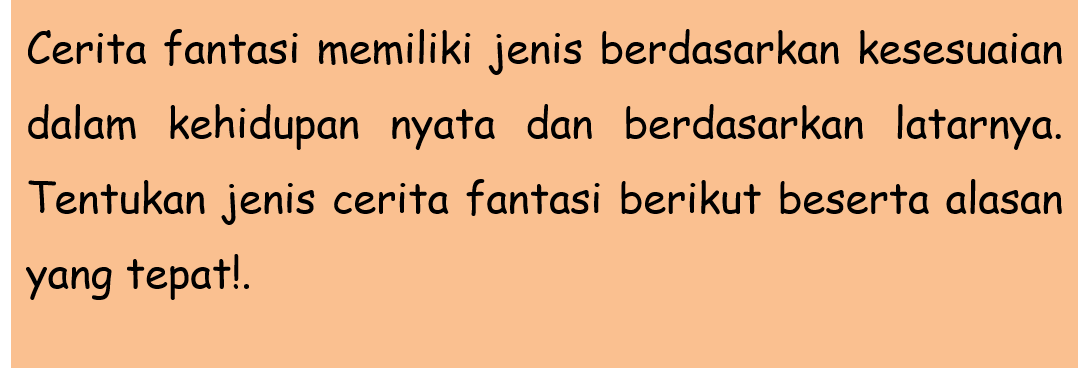 Cerita fantasi memiliki jenis berdasarkan kesesuaian
dalam kehidupan nyata dan berdasarkan latarnya.
Tentukan jenis cerita fantasi berikut beserta alasan
yang tepat!.